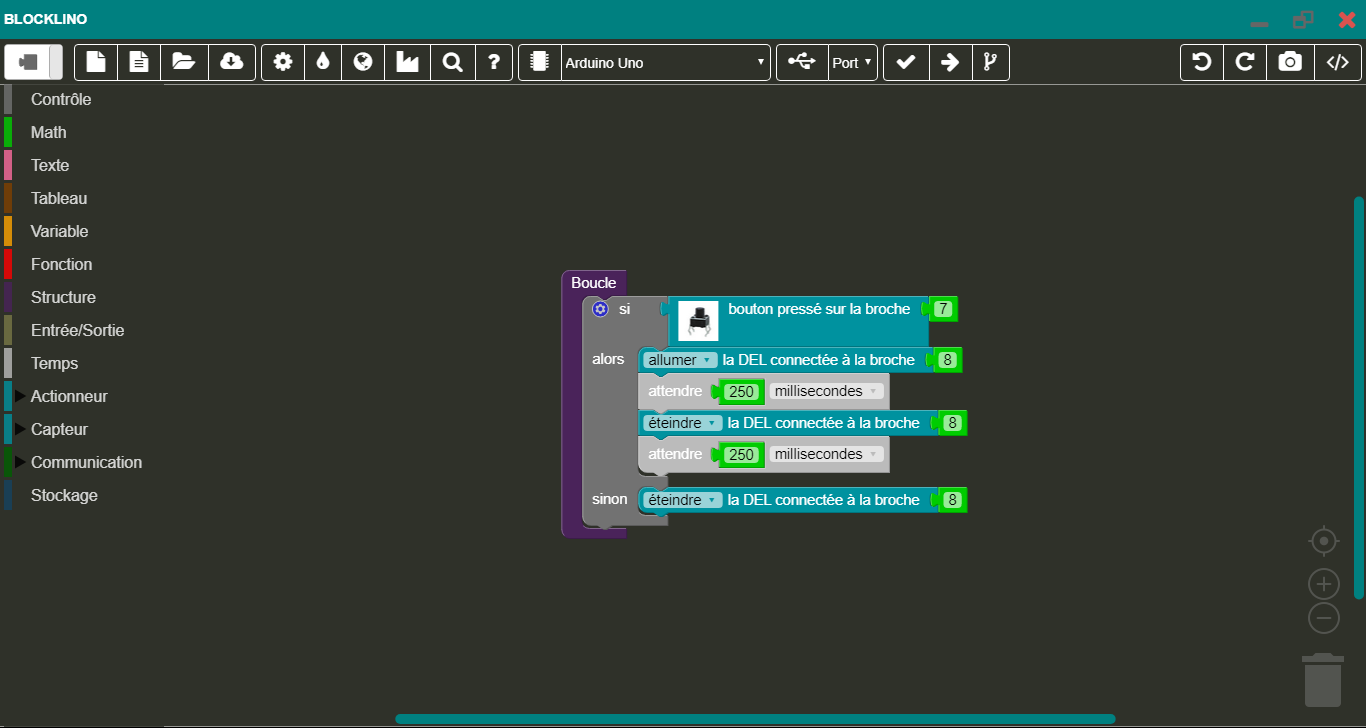 BLOCKLINO
? Arduino Uno Port </>
Contrôle
Math
Texte
Tableau
Variable
Fonction
Structure
Entrée/Sortie
Temps
Actionneur
Capteur
Communication
Stockage
Boucle
si bouton pressé sur la broche 7
alors allumer la DEL connectée à la broche 8
attendre 250 millisecondes
éteindre la DEL connectée à la broche 8
attendre 250 millisecondes
sinon éteindre la DEL connectée à la broche 8